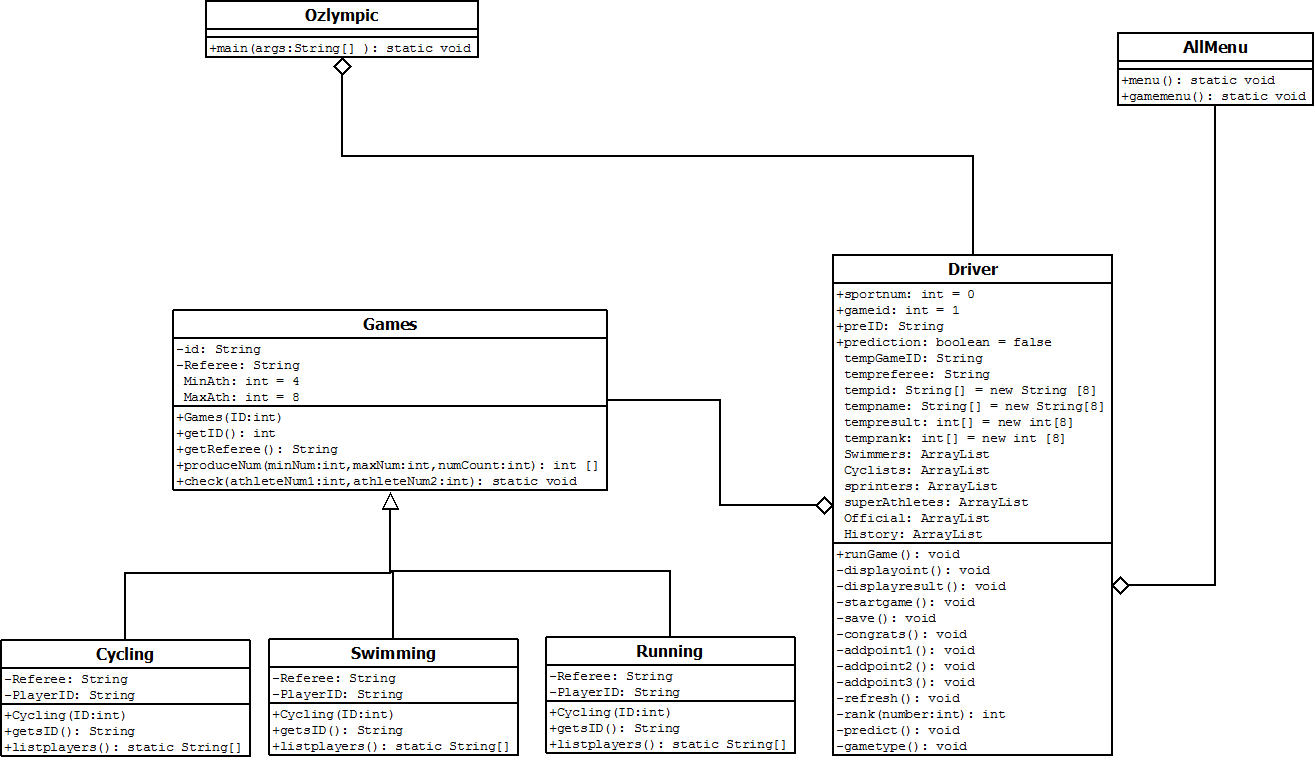 Ozlympic
+main(args:String[] ): static void
AllMenu
+menu(): static void
+gamemenu(): static void
Driver
+sportnum: int = 0
+gameid: int = 1
+preID: String
+prediction: boolean = false
tempGameID: String
tempreferee: String
tempid: String[] = new String [8]
tempname: String[] = new String[8]
tempresult: int[] = new int[8]
temprank: int[] = new int [8]
Swimmers: ArrayList
Cyclists: ArrayList
sprinters: ArrayList
superAthletes: ArrayList
Official: ArrayList
History: ArrayList
+runGame(): void
-displayoint(): void
-displayresult(): void
-startgame(): void
-save(): void
-congrats(): void
-addpoint1(): void
-addpoint2(): void
-addpoint3(): void
-refresh(): void
-rank(number:int): int
-predict(): void
-gametype(): void
Games
-id: String
-Referee: String
MinAth: int = 4
MaxAth: int = 8
+Games(ID:int)
+getID(): int
+getReferee(): String
+produceNum(minNum:int,maxNum:int,numCount:int): int []
+check(athleteNum1:int,athleteNum2:int): static void
Cycling
-Referee: String
-PlayerID: String
+Cycling(ID:int)
+getsID(): String
+listplayers(): static String[]
Swimming
-Referee: String
-PlayerID: String
+Cycling(ID:int)
+getsID(): String
+listplayers(): static String[]
Running
-Referee: String
-PlayerID: String
+Cycling(ID:int)
+getsID(): String
+listplayers(): static String[]